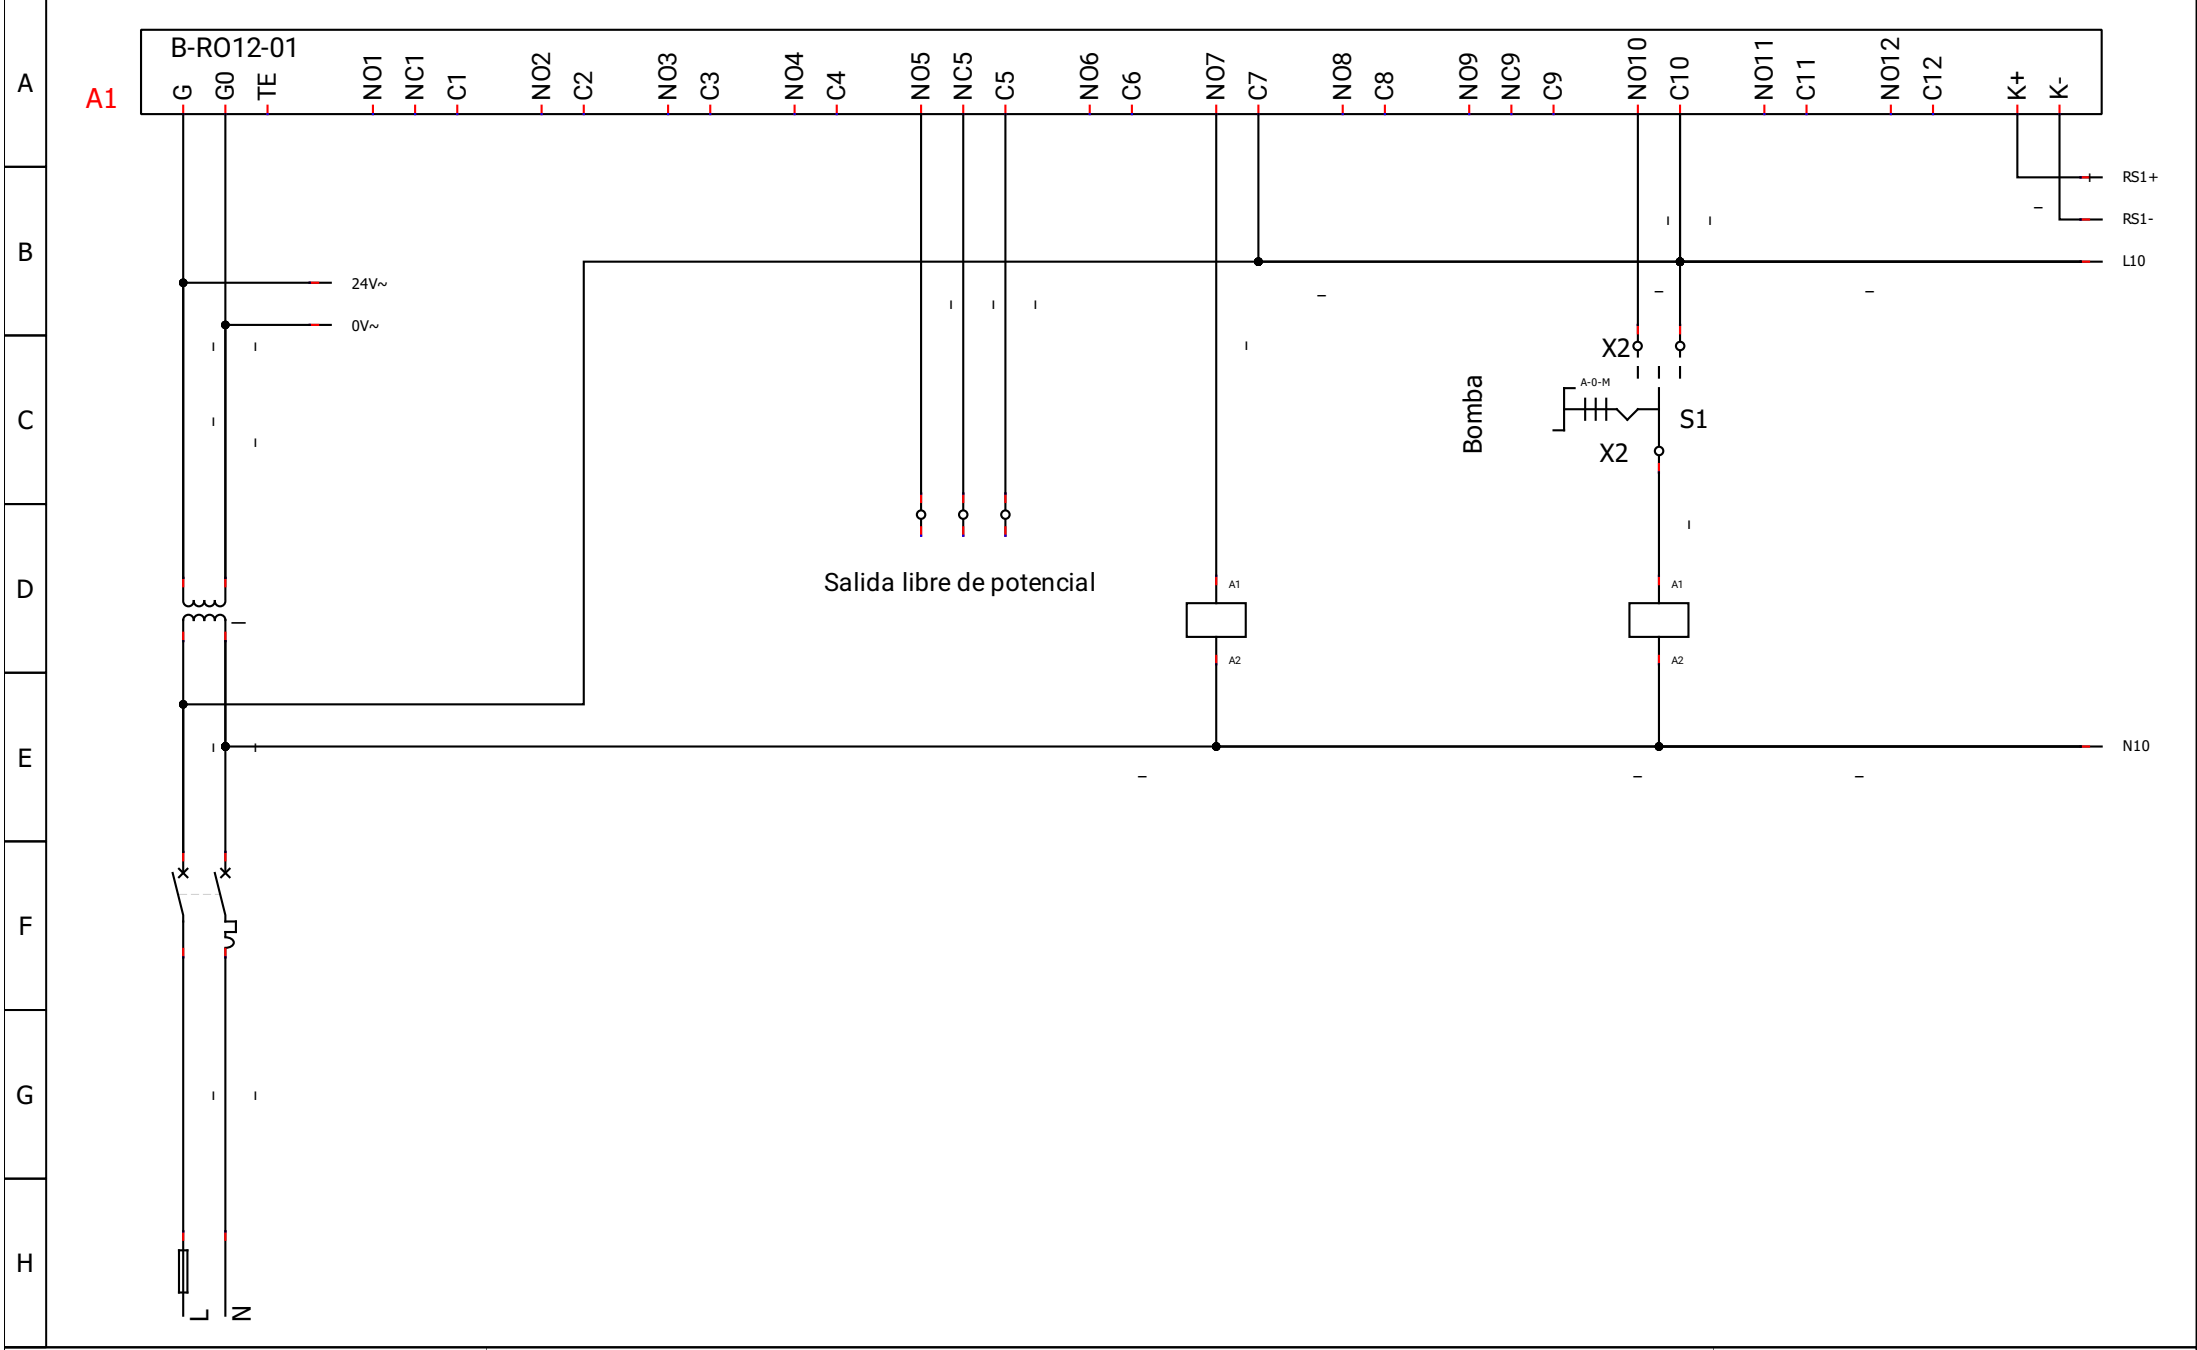 B-RO12-01
A
A1
G
G0
TE
NO1
NC1
C1
NO2
C2
NO3
C3
NO4
C4
NO5
NC5
C5
NO6
C6
NO7
C7
NO8
C8
NO9
NC9
C9
NO10
C10
NO11
C11
NO12
C12
K+
K-
RS1+
RS1-
B
L10
24V~
0V~
X2
A-0-M
Bomba
C
S1
X2
Salida libre de potencial
D
A1
A1
A2
A2
E
N10
F
G
H
L
N